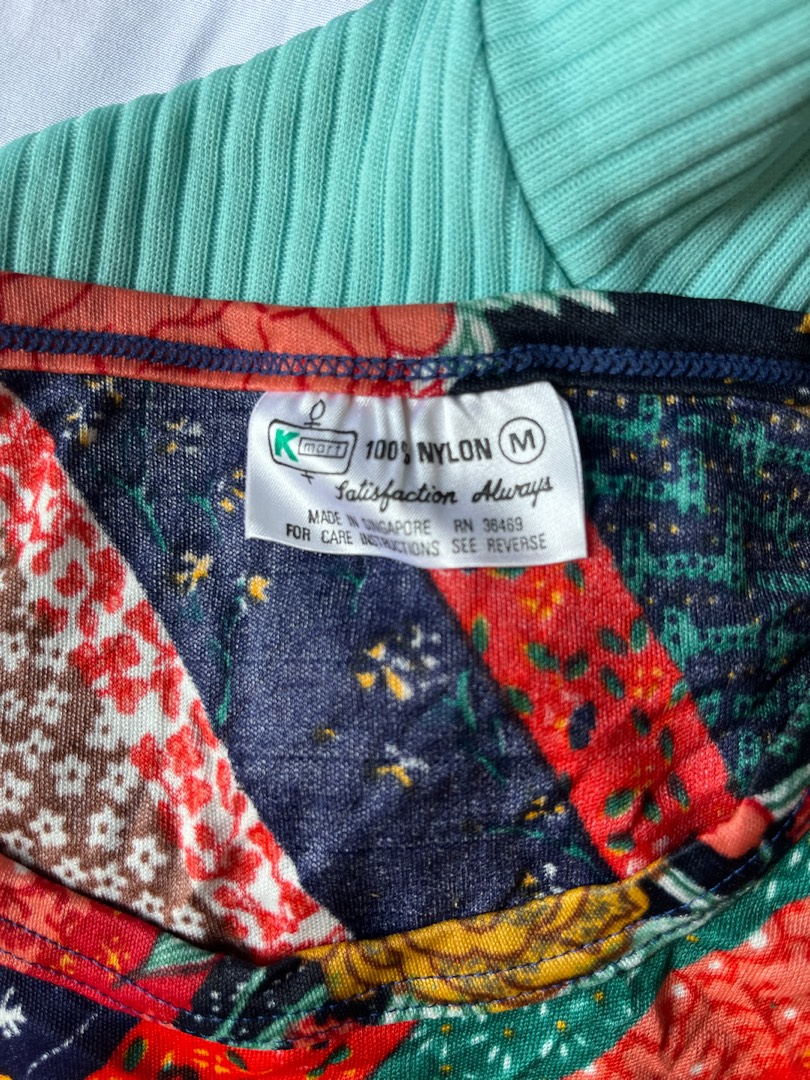 Kmart 100% NYLON M
Satisfaction Always
MADE IN SINGAPORE RN 36469
FOR CARE INSTRUCTIONS SEE REVERSE